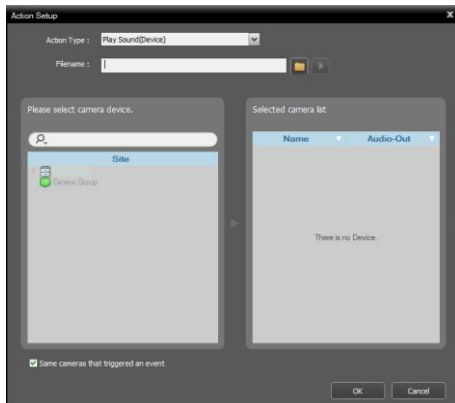 Action Setup
Action Type : Play Sound(Device)
Filename :
Please select camera device.
Selected camera list
Site
Name Audio-Out
Device Group
There is no Device.
Same cameras that triggered an event
OK Cancel